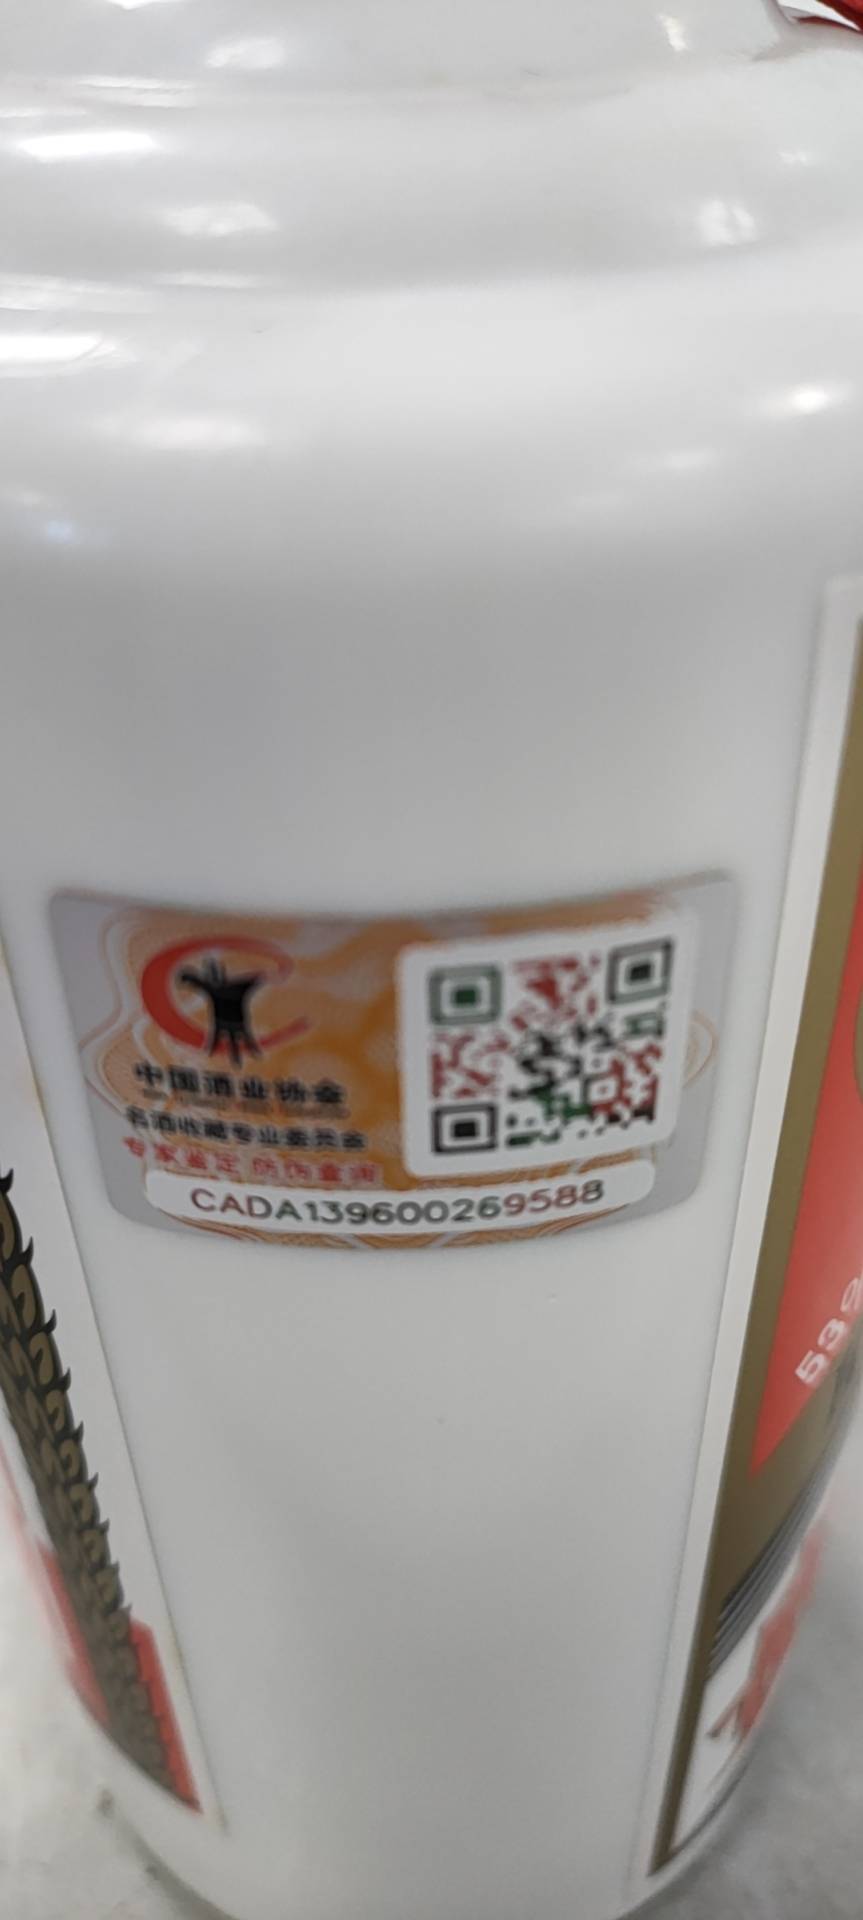 中国酒业协会
名酒收藏专业委员会
专家鉴定 防伪查询
CADA139600269588
53%